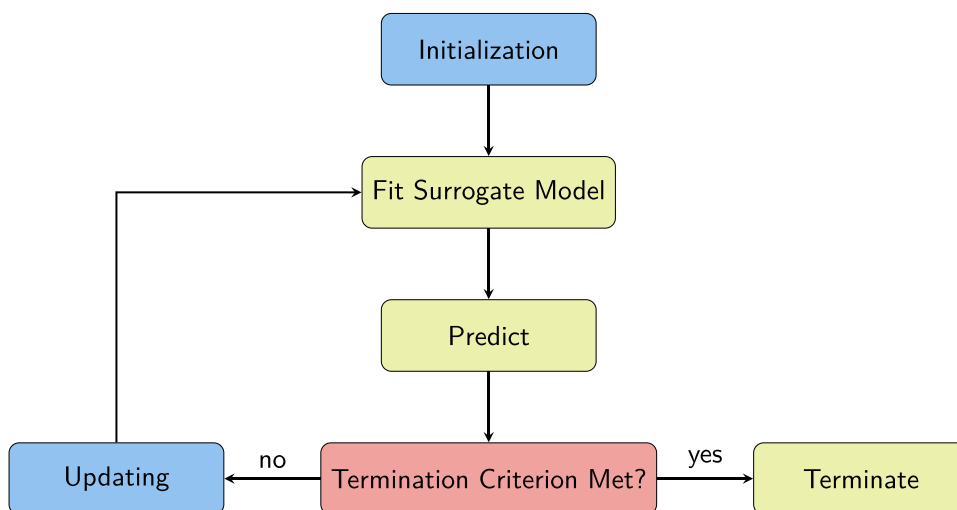 Initialization
Fit Surrogate Model
Predict
Updating
no
Termination Criterion Met?
yes
Terminate